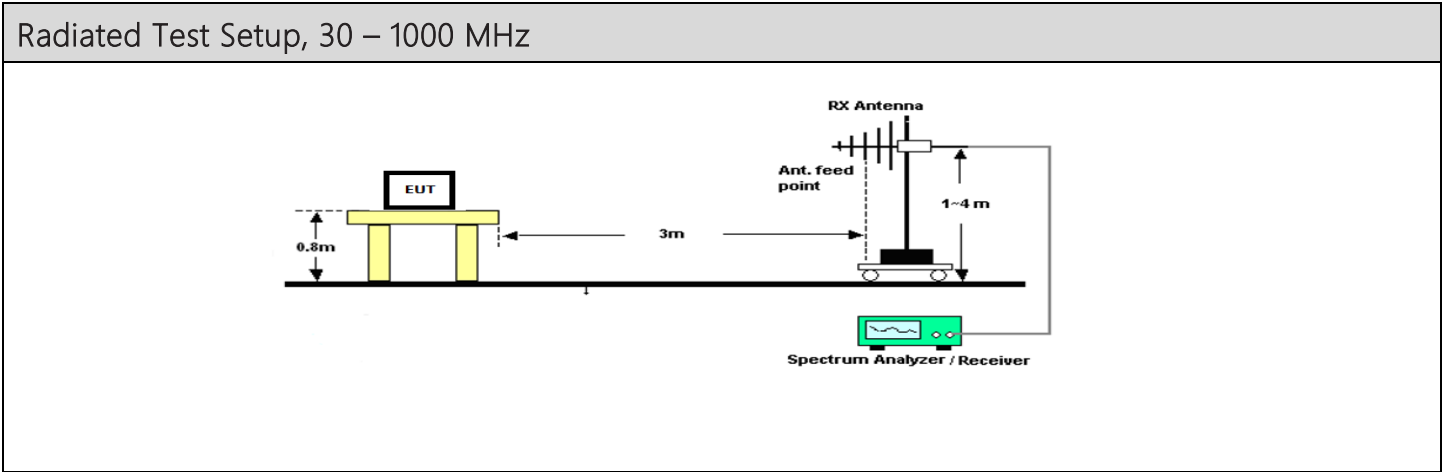 Radiated Test Setup, 30 – 1000 MHz
RX Antenna
Ant. feed
point
EUT
1~4 m
3m
0.8m
Spectrum Analyzer / Receiver